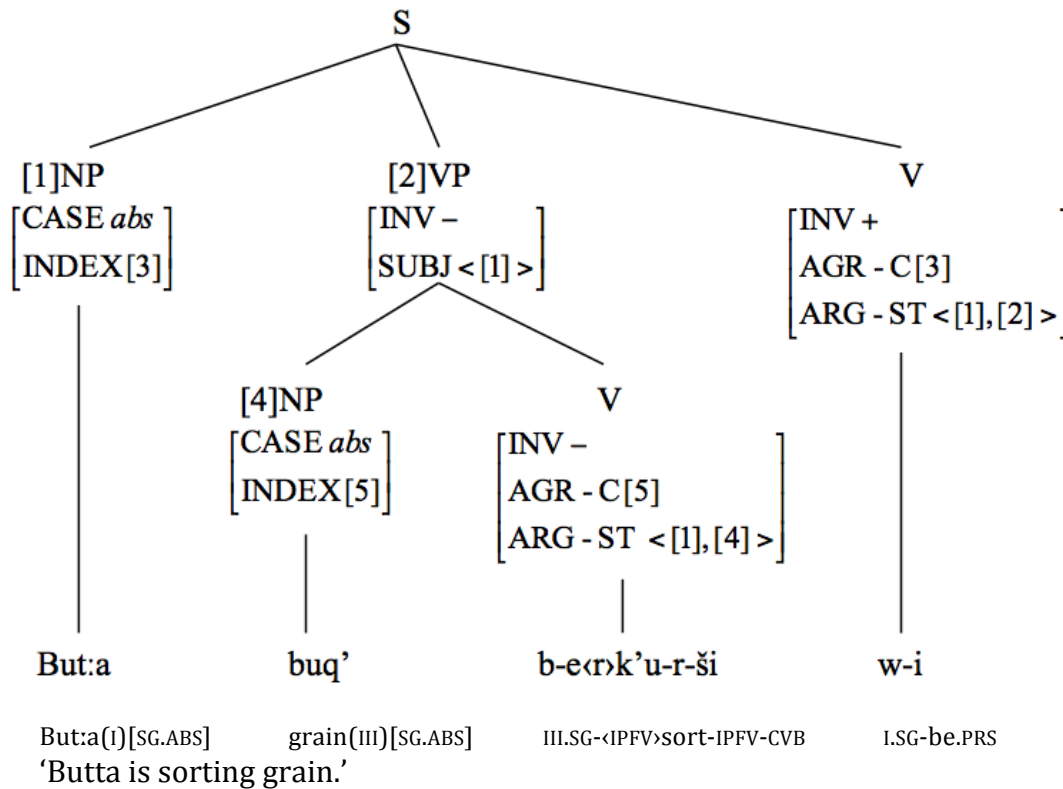 S
[1]NP [2]VP V
[CASE abs] [INV – ] [INV + ]
[INDEX[3]] [SUBJ < [1] >] [AGR - C[3]]
[ARG - ST < [1], [2] >]
[4]NP V
[CASE abs] [INV – ]
[INDEX[5]] [AGR - C[5]]
[ARG - ST < [1], [4] >]
But:a buq’ b-e‹r›k’u-r-ši w-i
But:a(I)[SG.ABS] grain(III)[SG.ABS] III.SG-‹IPFV›sort-IPFV-CVB I.SG-be.PRS
‘Butta is sorting grain.’